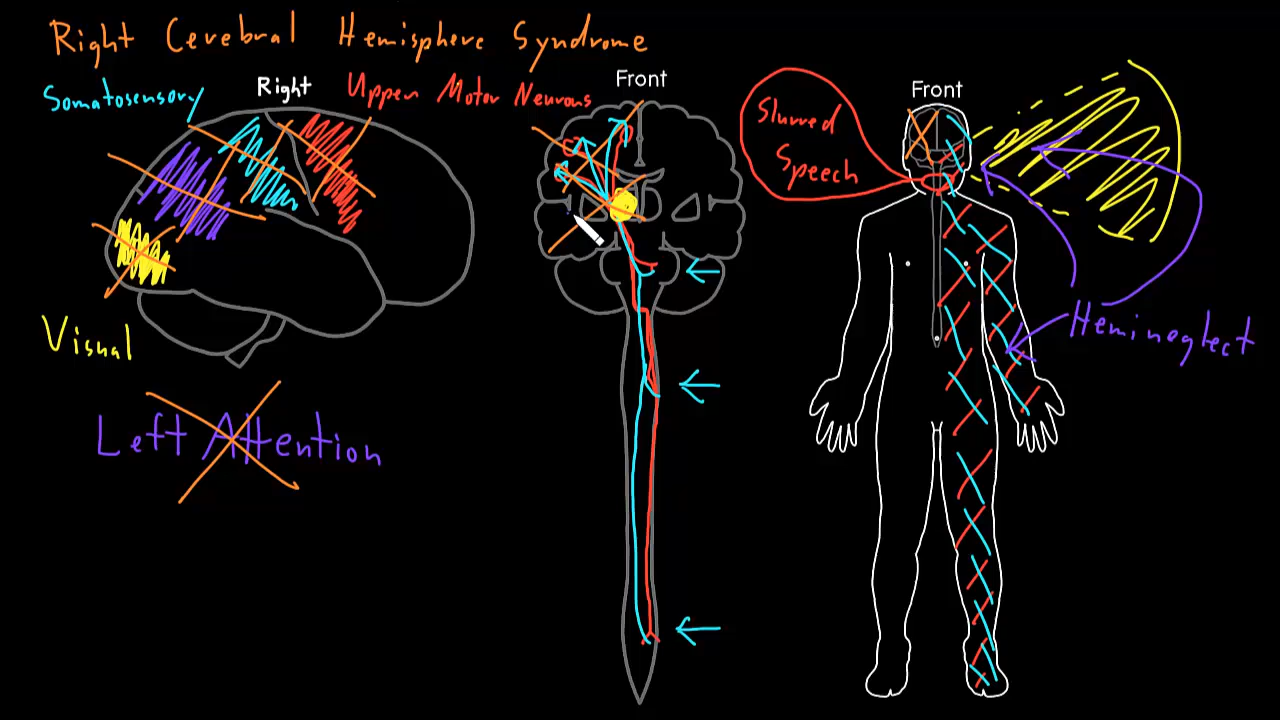 Right Cerebral Hemisphere Syndrome
Somatosensory
Right
Upper Motor Neurons
Front
Slurred
Speech
Front
Hemineglect
Visual
Left Attention